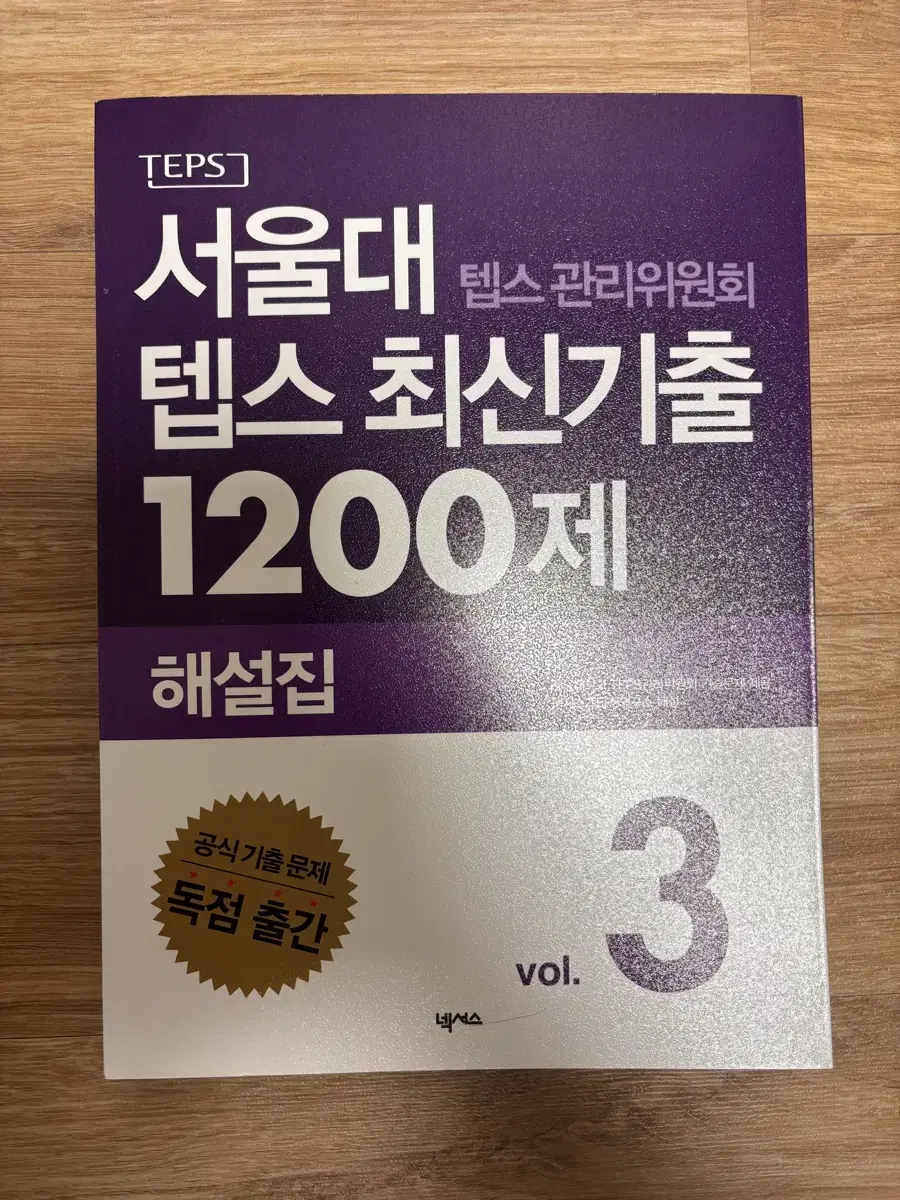 TEPS
서울대 텝스 관리위원회
텝스 최신기출
1200제
해설집
공식 기출 문제
독점 출간
vol. 3
넥서스